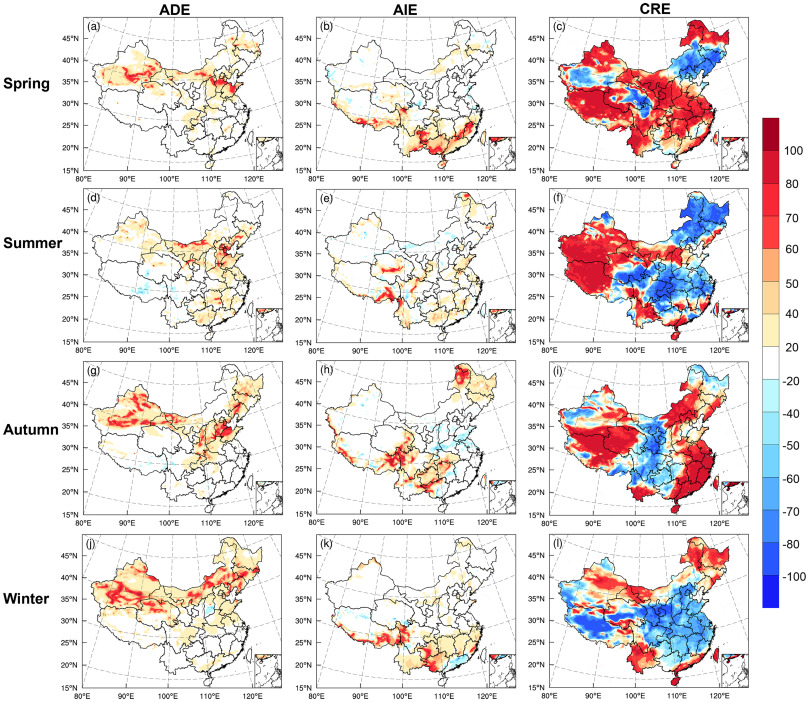 ADE AIE CRE
Spring
(a) (b) (c)
45°N 45°N 45°N
40°N 40°N 40°N
35°N 35°N 35°N
30°N 30°N 30°N
25°N 25°N 25°N
20°N 20°N 20°N
15°N 15°N 15°N
80°E 90°E 100°E 110°E 120°E 80°E 90°E 100°E 110°E 120°E 80°E 90°E 100°E 110°E 120°E
Summer
(d) (e) (f)
45°N 45°N 45°N
40°N 40°N 40°N
35°N 35°N 35°N
30°N 30°N 30°N
25°N 25°N 25°N
20°N 20°N 20°N
15°N 15°N 15°N
80°E 90°E 100°E 110°E 120°E 80°E 90°E 100°E 110°E 120°E 80°E 90°E 100°E 110°E 120°E
Autumn
(g) (h) (i)
45°N 45°N 45°N
40°N 40°N 40°N
35°N 35°N 35°N
30°N 30°N 30°N
25°N 25°N 25°N
20°N 20°N 20°N
15°N 15°N 15°N
80°E 90°E 100°E 110°E 120°E 80°E 90°E 100°E 110°E 120°E 80°E 90°E 100°E 110°E 120°E
Winter
(j) (k) (l)
45°N 45°N 45°N
40°N 40°N 40°N
35°N 35°N 35°N
30°N 30°N 30°N
25°N 25°N 25°N
20°N 20°N 20°N
15°N 15°N 15°N
80°E 90°E 100°E 110°E 120°E 80°E 90°E 100°E 110°E 120°E 80°E 90°E 100°E 110°E 120°E
100
80
70
60
50
40
20
-20
-40
-50
-60
-70
-80
-100